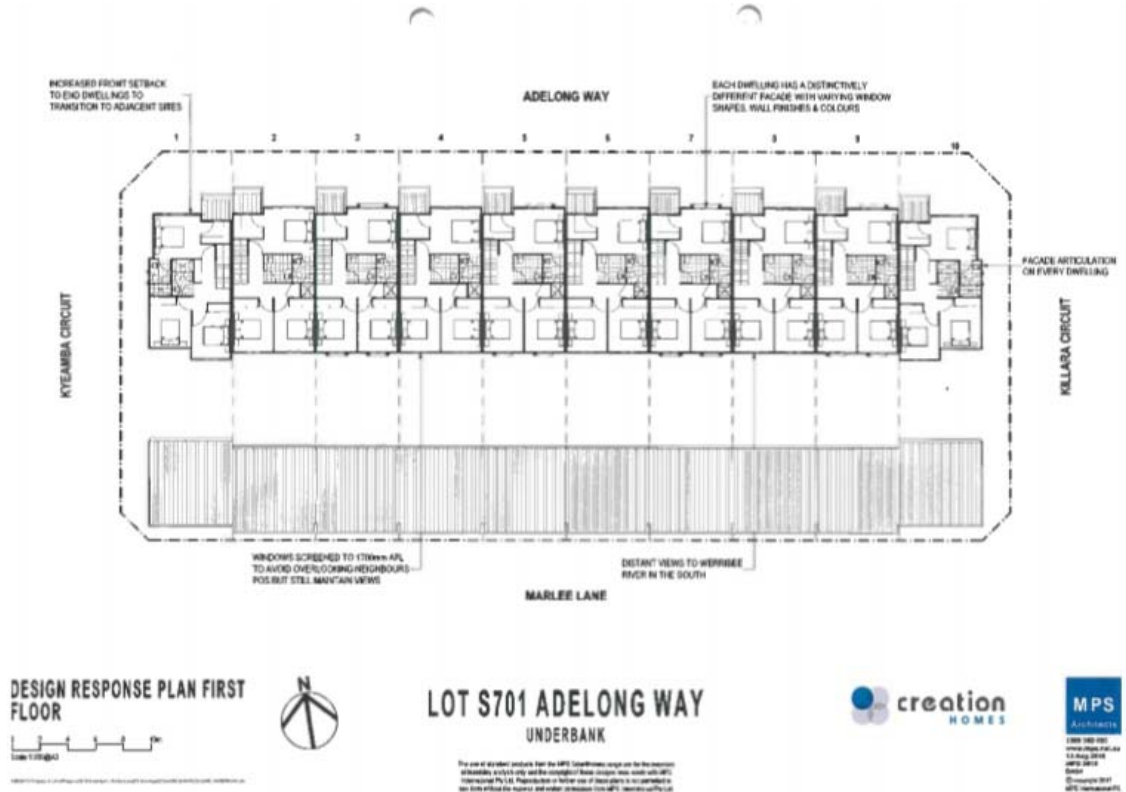 INCREASED FRONT SETBACK
TO END DWELLINGS TO
TRANSITION TO ADJACENT SITES
ADELONG WAY
EACH DWELLING HAS A DISTINCTIVELY
DIFFERENT FACADE WITH VARYING WINDOW
SHAPES, WALL FINISHES & COLOURS
1 2 3 4 5 6 7 8 9 10
FACADE ARTICULATION
ON EVERY DWELLING
KYEAMBA CIRCUIT
KILLARA CIRCUIT
WINDOWS SCREENED TO 1700mm AFL
TO AVOID OVERLOOKING NEIGHBOURS
POS BUT STILL MAINTAIN VIEWS
DISTANT VIEWS TO WERRIBEE
RIVER IN THE SOUTH
MARLEE LANE
DESIGN RESPONSE PLAN FIRST
FLOOR
N
LOT S701 ADELONG WAY
UNDERBANK
creation
HOMES
MPS
Architects